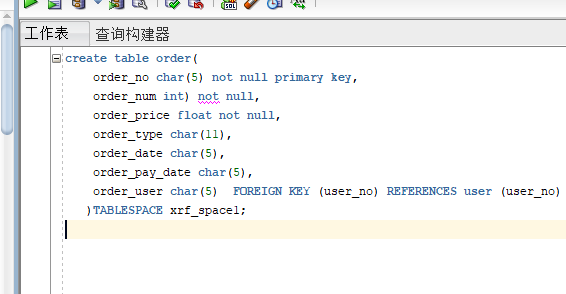 工作表 查询构建器
create table order(
order_no char(5) not null primary key,
order_num int) not null,
order_price float not null,
order_type char(11),
order_date char(5),
order_pay_date char(5),
order_user char(5)  FOREIGN KEY (user_no) REFERENCES user (user_no)
)TABLESPACE xrf_space1;